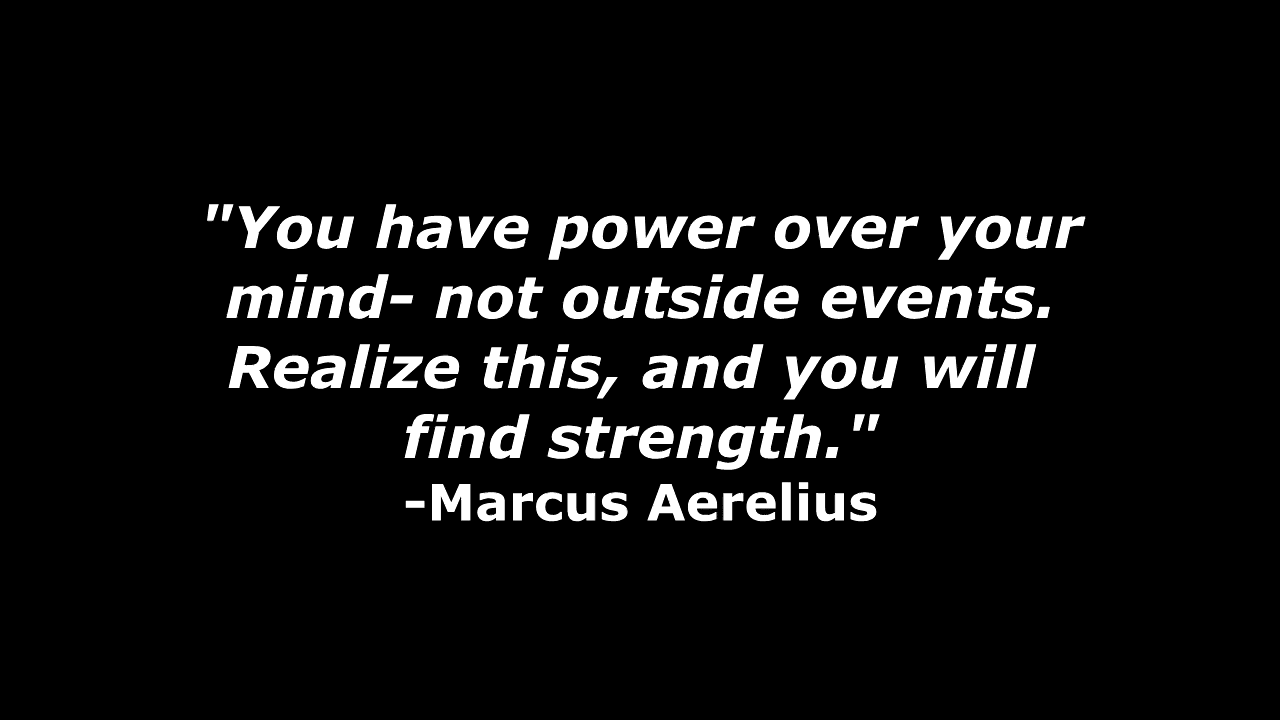 "You have power over your
mind- not outside events.
Realize this, and you will
find strength."
-Marcus Aerelius